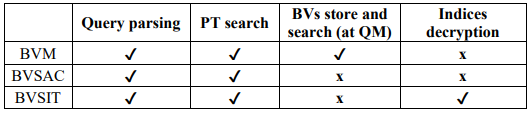 Query parsing PT search BVs store and search (at QM) Indices decryption
BVM ✓ ✓ ✓ x
BVSAC ✓ ✓ x x
BVSIT ✓ ✓ x ✓